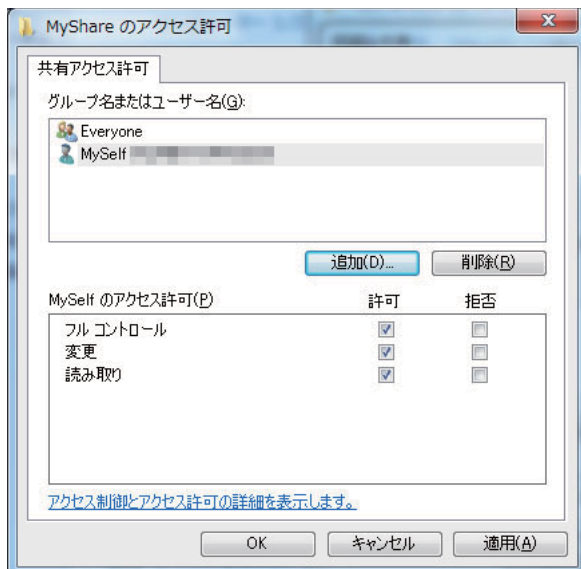 MyShare のアクセス許可
共有アクセス許可
グループ名またはユーザー名(G):
Everyone
MySelf
追加(D)... 削除(R)
MySelf のアクセス許可(P) 許可 拒否
フル コントロール
変更
読み取り
アクセス制御とアクセス許可の詳細を表示します。
OK キャンセル 適用(A)